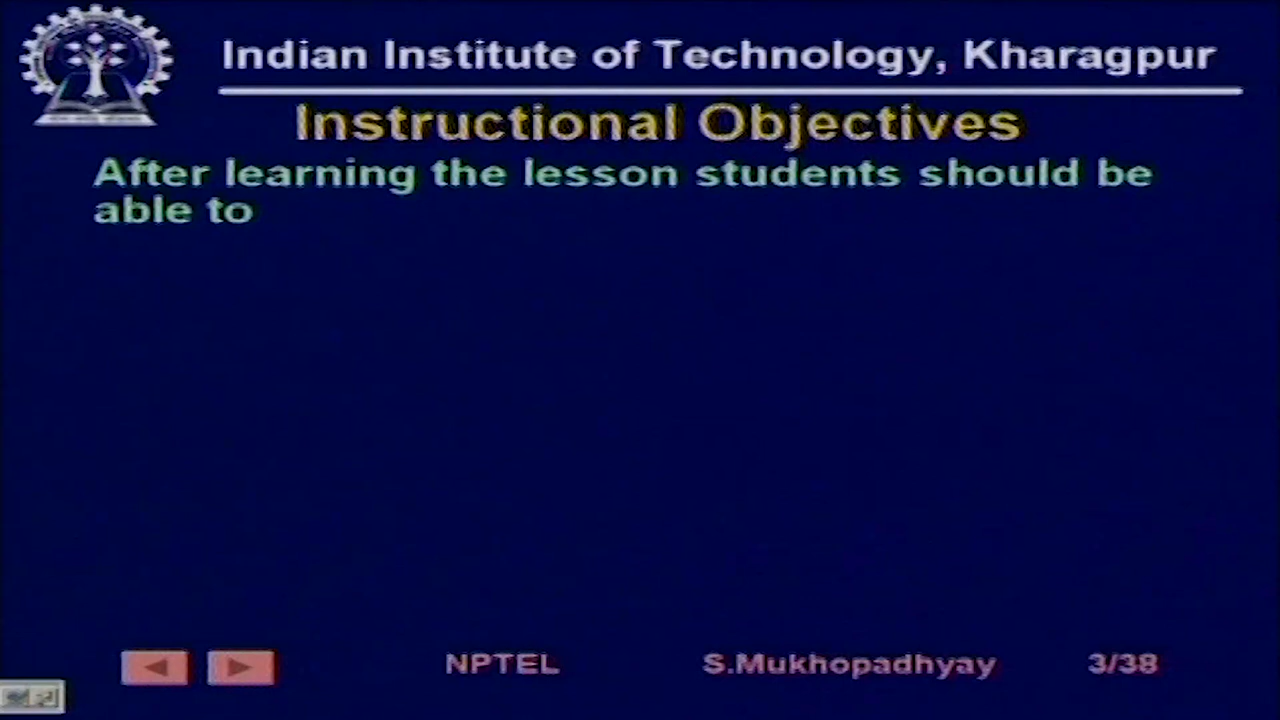 Indian Institute of Technology, Kharagpur
Instructional Objectives
After learning the lesson students should be
able to
NPTEL S.Mukhopadhyay 3/38